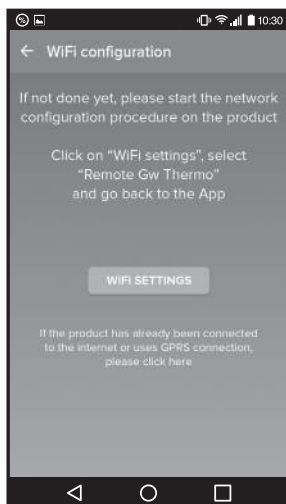 10:30
WiFi configuration
If not done yet, please start the network
configuration procedure on the product
Click on “WiFi settings”, select
“Remote Gw Thermo”
and go back to the App
WiFi SETTINGS
If the product has already been connected
to the internet or uses GPRS connection,
please click here